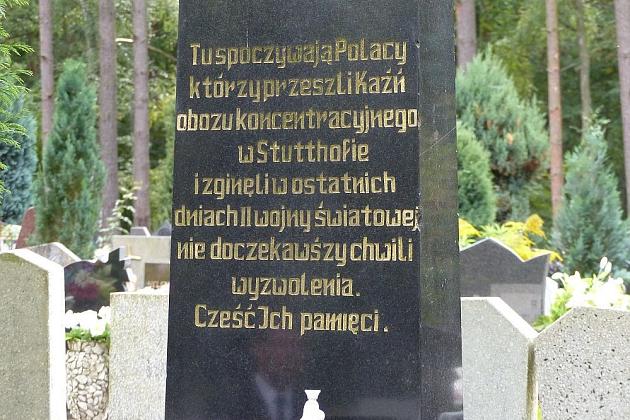 Tu spoczywają Polacy
którzy przeszli Kaźń
obozu koncentracyjnego
w Stutthofie
i zginęli w ostatnich
dniach II wojny światowej
nie doczekawszy chwili
wyzwolenia.
Cześć Ich pamięci.